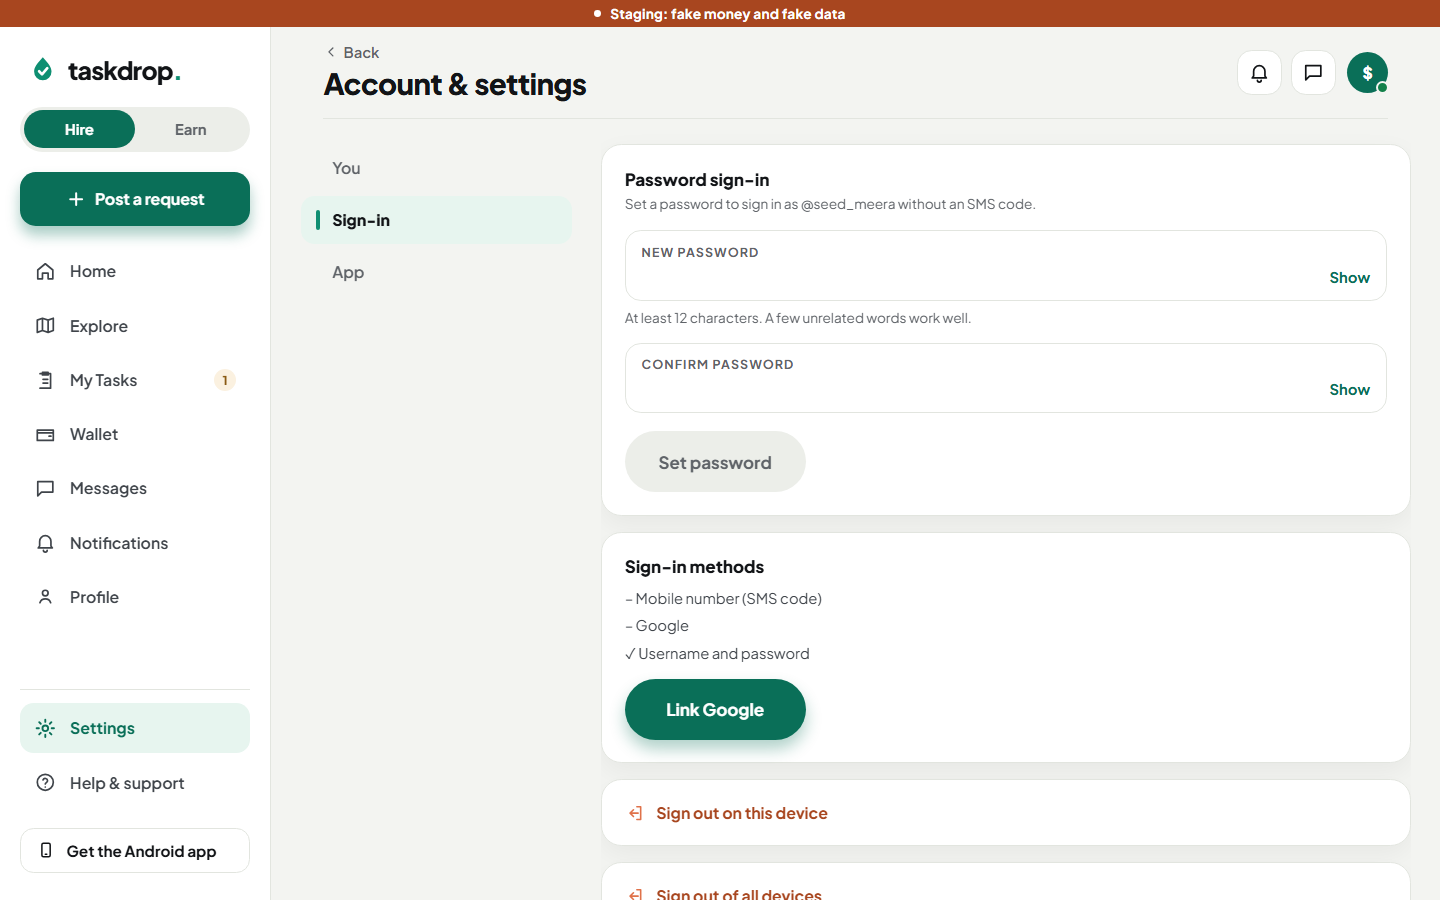 Staging: fake money and fake data
taskdrop.
Hire
Earn
Post a request
Home
Explore
My Tasks
1
Wallet
Messages
Notifications
Profile
Settings
Help & support
Get the Android app
Back
Account & settings
$
You
Sign-in
App
Password sign-in
Set a password to sign in as @seed_meera without an SMS code.
NEW PASSWORD
Show
At least 12 characters. A few unrelated words work well.
CONFIRM PASSWORD
Show
Set password
Sign-in methods
– Mobile number (SMS code)
– Google
✓ Username and password
Link Google
Sign out on this device
Sign out of all devices